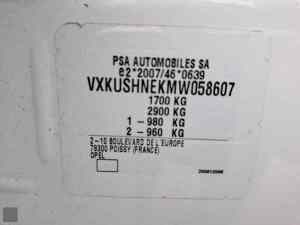 PSA AUTOMOBILES SA
e2*2007/46*0639
VXKUSHNEKMW058607
1700 KG
2900 KG
1 - 980 KG
2 - 960 KG
2-10 BOULEVARD DE L'EUROPE
78300 POISSY (FRANCE)
OPEL